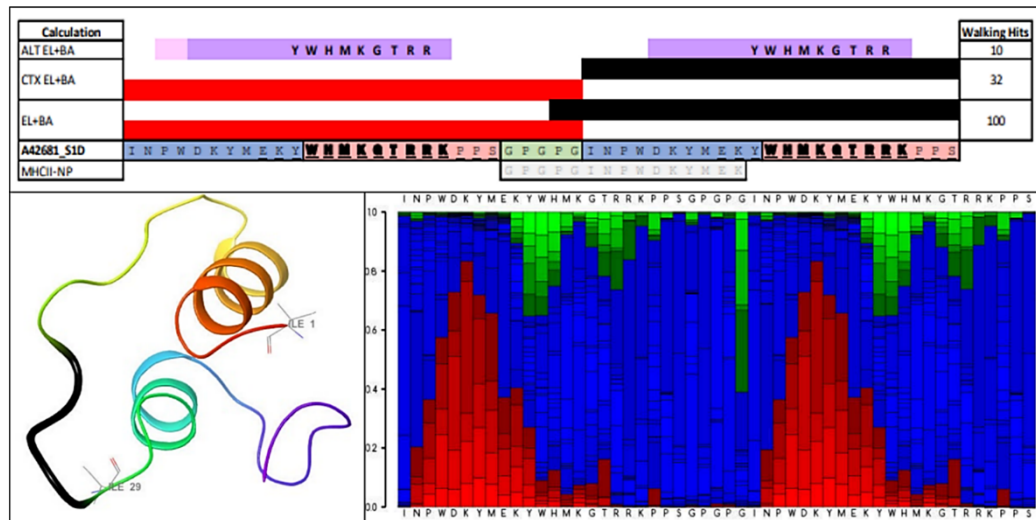 Calculation
Walking Hits
ALT EL+BA
Y W H M K G T R R
Y W H M K G T R R
10
CTX EL+BA
32
EL+BA
100
A42681_S1D
I N P W D K Y M E K Y W H M K G T R R K P P S G P G P G I N P W D K Y M E K Y W H M K G T R R K P P S
MHCII-NP
G P G P G I N P W D K Y M E K
ILE 1
ILE 29
I N P W D K Y M E K Y W H M K G T R R K P P S G P G P G I N P W D K Y M E K Y W H M K G T R R K P P S
1.0
0.8
0.6
0.4
0.2
0.0
I N P W D K Y M E K Y W H M K G T R R K P P S G P G P G I N P W D K Y M E K Y W H M K G T R R K P P S